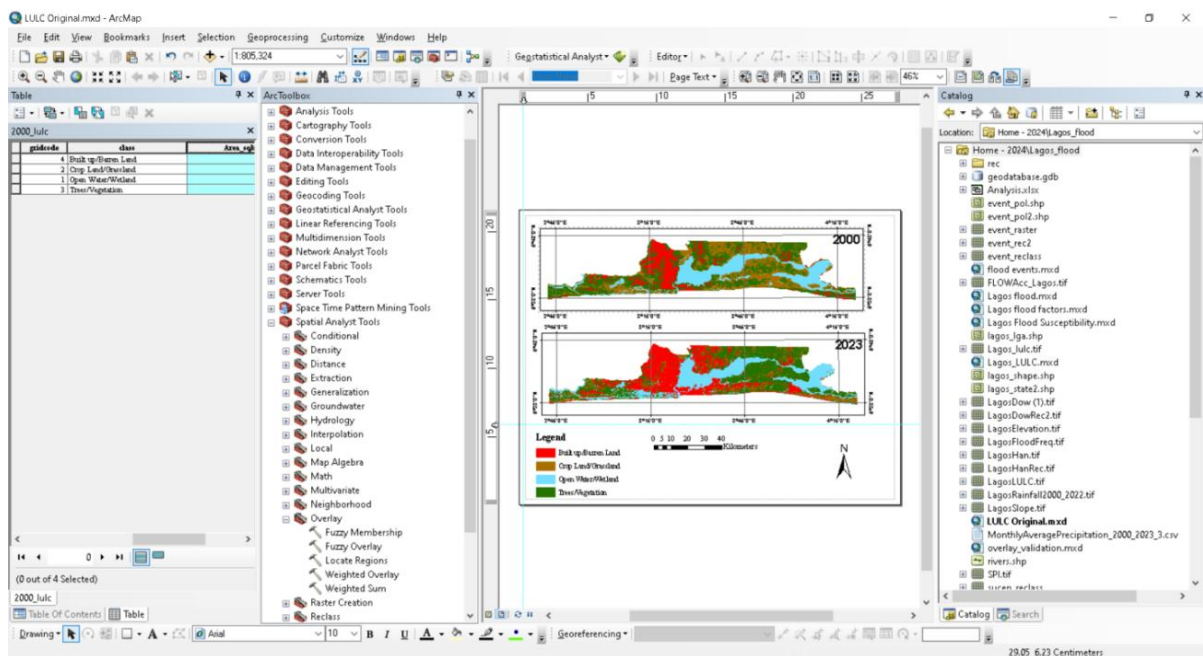 LULC Original.mxd - ArcMap
File Edit View Bookmarks Insert Selection Geoprocessing Customize Windows Help
1:805,324 Geostatistical Analyst Editor
Page Text 46%
Table
2000_lulc
gridcode class Area_sqk
4 Built up/Barren Land
2 Crop Land/Grassland
1 Open Water/Wetland
3 Trees/Vegetation
0
(0 out of 4 Selected)
2000_lulc
Table Of Contents Table
ArcToolbox
Analysis Tools
Cartography Tools
Conversion Tools
Data Interoperability Tools
Data Management Tools
Editing Tools
Geocoding Tools
Geostatistical Analyst Tools
Linear Referencing Tools
Multidimension Tools
Network Analyst Tools
Parcel Fabric Tools
Schematics Tools
Server Tools
Space Time Pattern Mining Tools
Spatial Analyst Tools
Conditional
Density
Distance
Extraction
Generalization
Groundwater
Hydrology
Interpolation
Local
Map Algebra
Math
Multivariate
Neighborhood
Overlay
Fuzzy Membership
Fuzzy Overlay
Locate Regions
Weighted Overlay
Weighted Sum
Raster Creation
Reclass
5 10 15 20 25
20
15
10
5
2000
2023
Legend
Built up/Barren Land
Crop Land/Grassland
Open Water/Wetland
Trees/Vegetation
0 5 10 20 30 40
Kilometers
N
Catalog
Location: Home - 2024\Lagos_flood
Home - 2024\Lagos_flood
rec
geodatabase.gdb
Analysis.xlsx
event_pol.shp
event_pol2.shp
event_raster
event_rec2
event_reclass
flood events.mxd
FLOWAcc_Lagos.tif
Lagos flood.mxd
Lagos flood factors.mxd
Lagos Flood Susceptibility.mxd
lagos_lga.shp
Lagos_lulc.tif
Lagos_LULC.mxd
lagos_shape.shp
lagos_state2.shp
LagosDow (1).tif
LagosDowRec2.tif
LagosElevation.tif
LagosFloodFreq.tif
LagosHan.tif
LagosHanRec.tif
LagosLULC.tif
LagosRainfall2000_2022.tif
LagosSlope.tif
LULC Original.mxd
MonthlyAveragePrecipitation_2000_2023_3.csv
overlay_validation.mxd
rivers.shp
SPI.tif
sucep_reclass
Catalog Search
Drawing Arial 10 B I U A Georeferencing
29.05 6.23 Centimeters